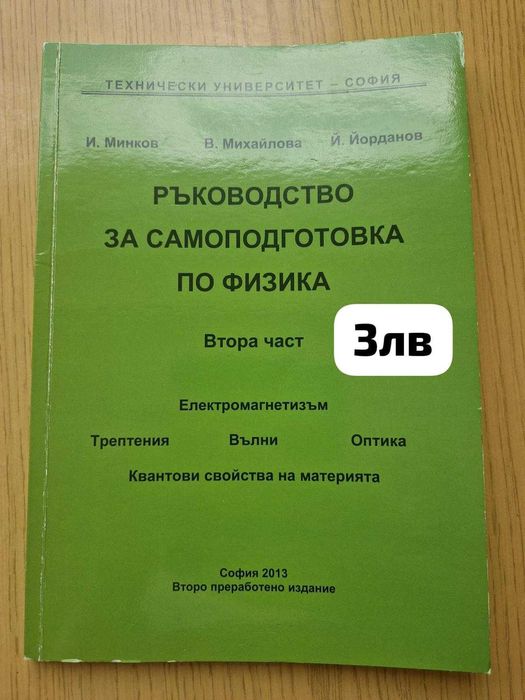 ТЕХНИЧЕСКИ УНИВЕРСИТЕТ – СОФИЯ
И. Минков В. Михайлова Й. Йорданов
РЪКОВОДСТВО
ЗА САМОПОДГОТОВКА
ПО ФИЗИКА
Втора част
3лв
Електромагнетизъм
Трептения Вълни Оптика
Квантови свойства на материята
София 2013
Второ преработено издание